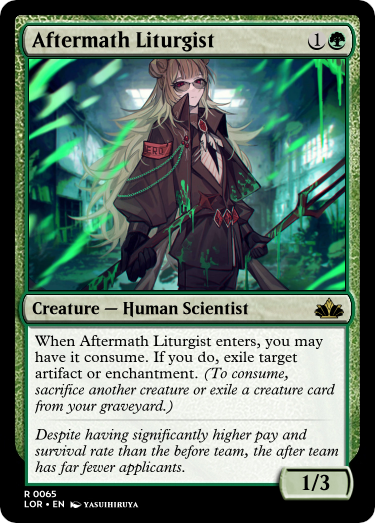 Aftermath Liturgist 1
ZERO
Creature — Human Scientist
When Aftermath Liturgist enters, you may
have it consume. If you do, exile target
artifact or enchantment. (To consume,
sacrifice another creature or exile a creature card
from your graveyard.)
Despite having significantly higher pay and
survival rate than the before team, the after team
has far fewer applicants.
1/3
R 0065
LOR • EN YASUIHIRUYA